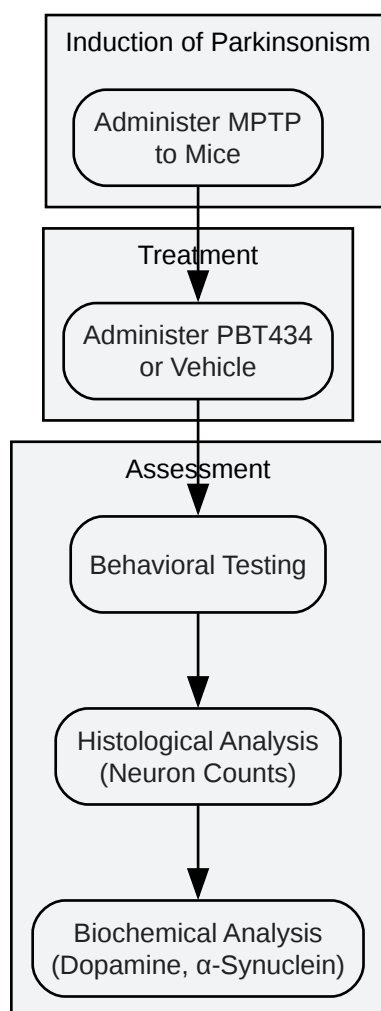 Induction of Parkinsonism
Administer MPTP
to Mice
Treatment
Administer PBT434
or Vehicle
Assessment
Behavioral Testing
Histological Analysis
(Neuron Counts)
Biochemical Analysis
(Dopamine, α-Synuclein)